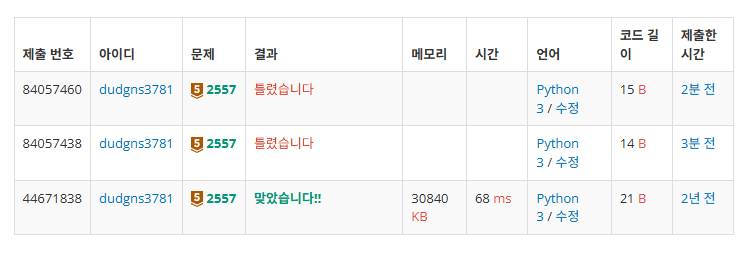 제출 번호 아이디 문제 결과 메모리 시간 언어 코드 길이 제출한 시간
84057460 dudgns3781 5 2557 틀렸습니다 Python 3 / 수정 15 B 2분 전
84057438 dudgns3781 5 2557 틀렸습니다 Python 3 / 수정 14 B 3분 전
44671838 dudgns3781 5 2557 맞았습니다!! 30840 KB 68 ms Python 3 / 수정 21 B 2년 전